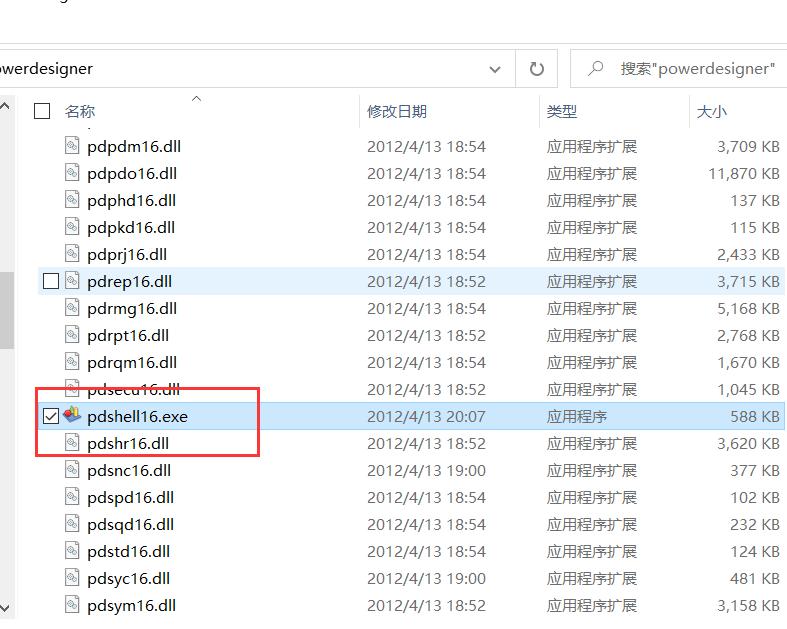 owerdesigner 搜索"powerdesigner"
名称 修改日期 类型 大小
pdpdm16.dll 2012/4/13 18:54 应用程序扩展 3,709 KB
pdpdo16.dll 2012/4/13 18:54 应用程序扩展 11,870 KB
pdphd16.dll 2012/4/13 18:54 应用程序扩展 137 KB
pdpkd16.dll 2012/4/13 18:54 应用程序扩展 115 KB
pdprj16.dll 2012/4/13 18:54 应用程序扩展 2,433 KB
pdrep16.dll 2012/4/13 18:52 应用程序扩展 3,715 KB
pdrmg16.dll 2012/4/13 18:54 应用程序扩展 5,168 KB
pdrpt16.dll 2012/4/13 18:52 应用程序扩展 2,768 KB
pdrqm16.dll 2012/4/13 18:54 应用程序扩展 1,670 KB
pdsecu16.dll 2012/4/13 18:52 应用程序扩展 1,045 KB
pdshell16.exe 2012/4/13 20:07 应用程序 588 KB
pdshr16.dll 2012/4/13 18:52 应用程序扩展 3,620 KB
pdsnc16.dll 2012/4/13 19:00 应用程序扩展 377 KB
pdspd16.dll 2012/4/13 18:54 应用程序扩展 102 KB
pdsqd16.dll 2012/4/13 18:54 应用程序扩展 232 KB
pdstd16.dll 2012/4/13 18:54 应用程序扩展 124 KB
pdsyc16.dll 2012/4/13 19:00 应用程序扩展 481 KB
pdsym16.dll 2012/4/13 18:52 应用程序扩展 3,158 KB